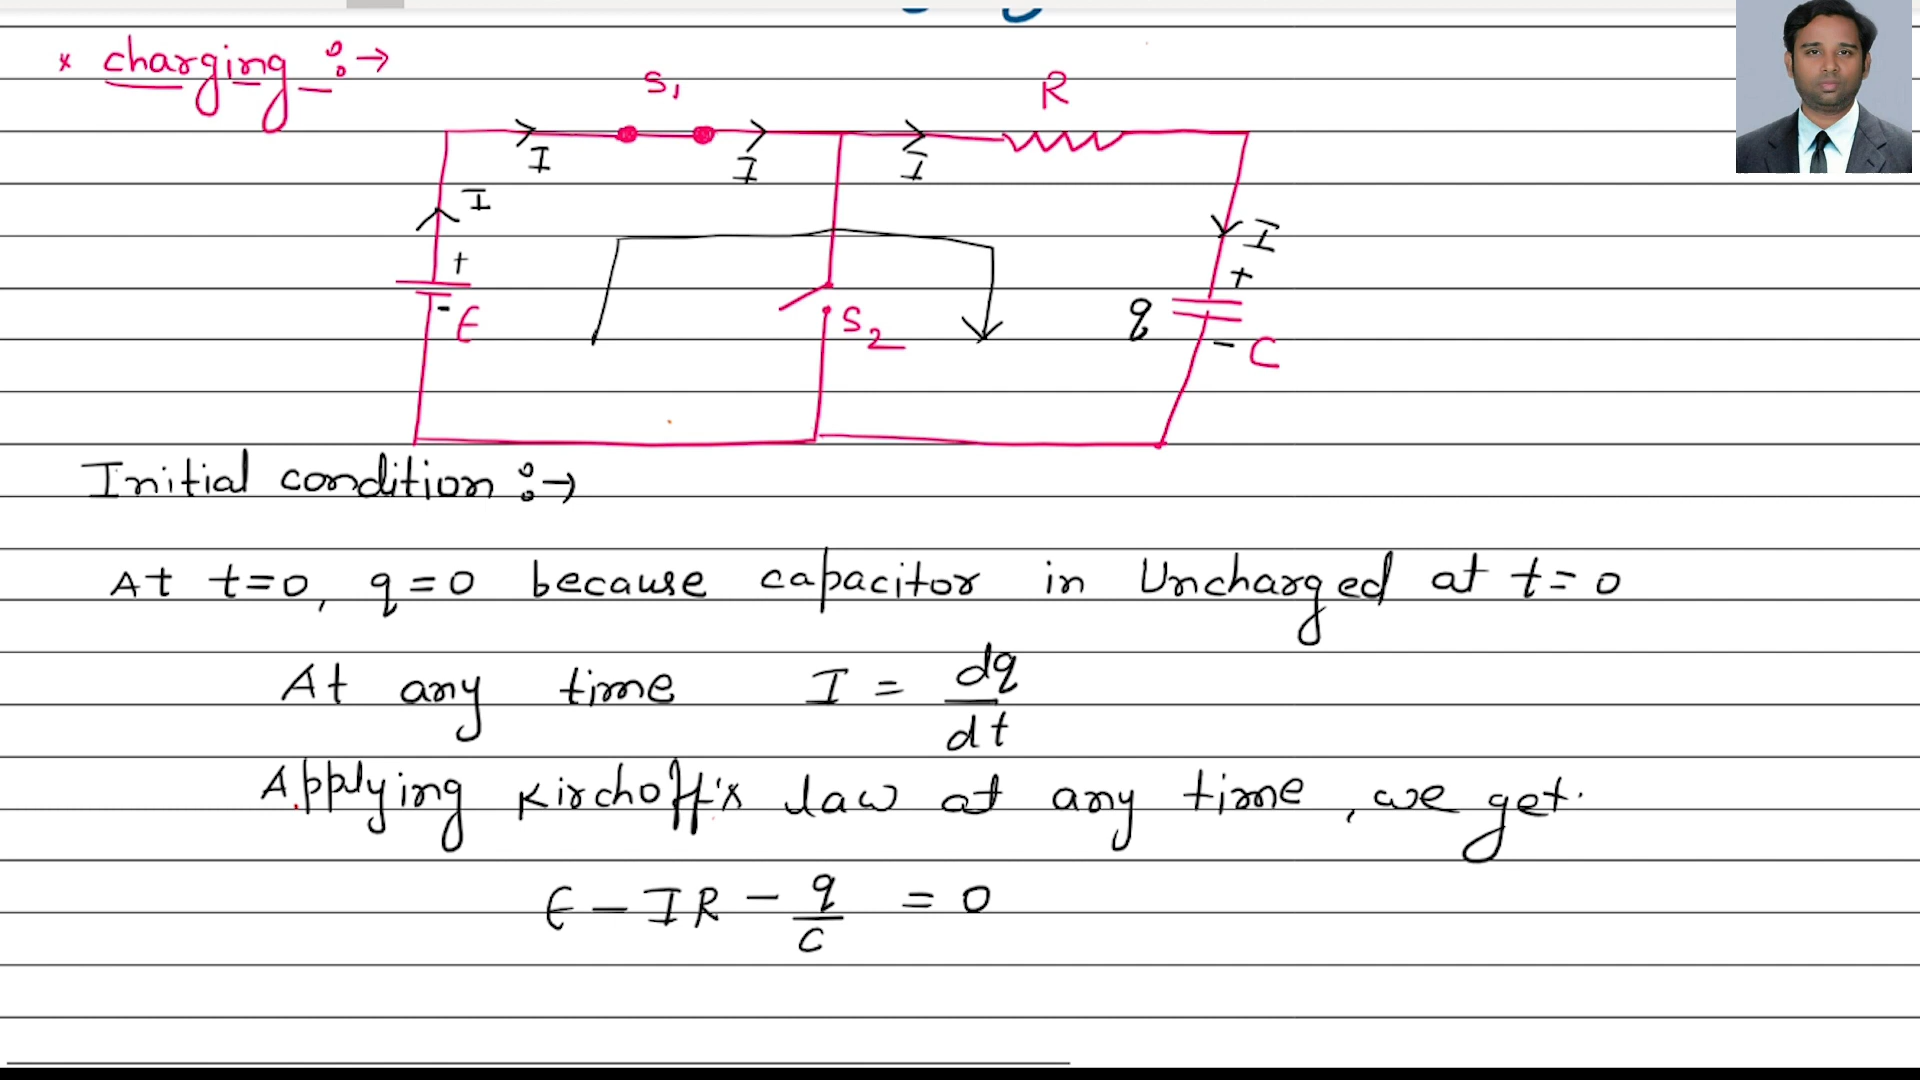 * charging :→
S₁
R
I
I
I
I
I
+
-
E
S₂
q
+
-
C
Initial condition :→
At t=0, q=0 because capacitor in Uncharged at t=0
At any time I = dq/dt
Applying Kirchoff's law at any time, we get.
E - IR - q/c = 0